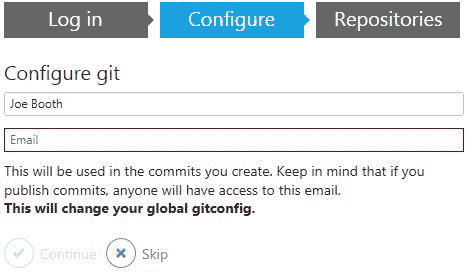 Log in
Configure
Repositories
Configure git
Joe Booth
Email
This will be used in the commits you create. Keep in mind that if you
publish commits, anyone will have access to this email.
This will change your global gitconfig.
Continue
Skip